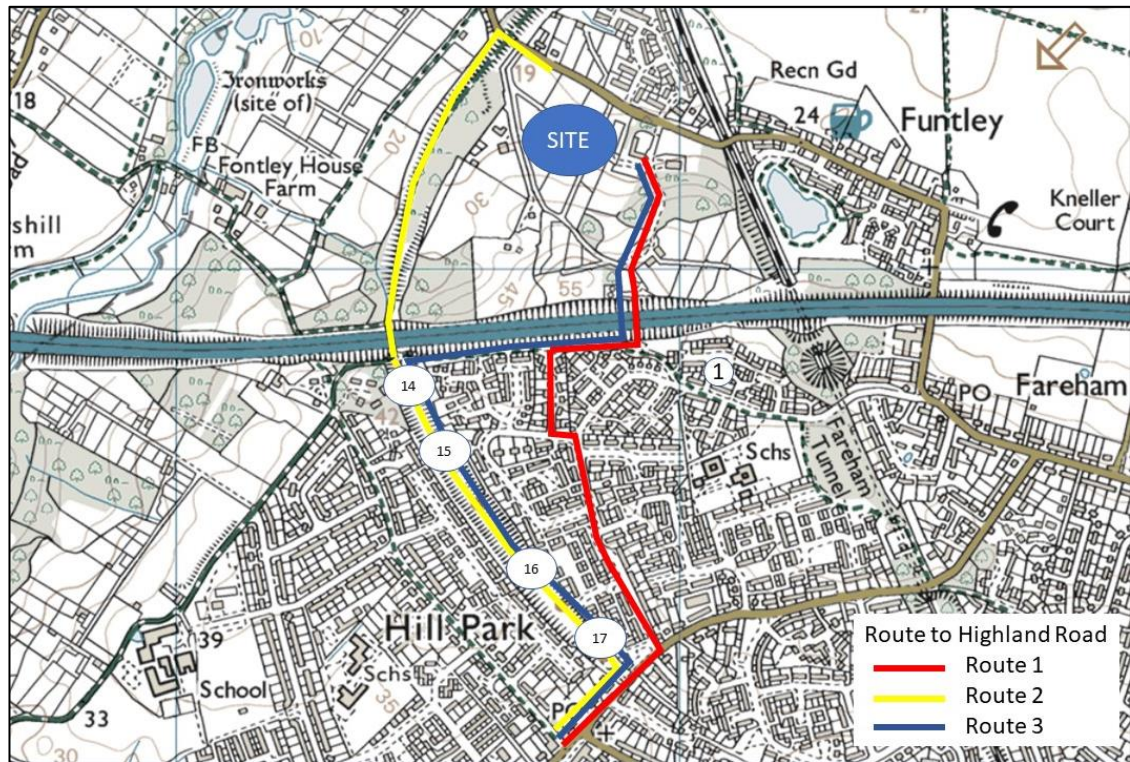 10
19
27
Recn Gd
Ironworks
(site of)
18
24
Funtley
SITE
20
FB
Fontley House
Farm
30
Kneller
Court
shill
m
55
45
14
1
PO
Fareham
42
15
Schs
Fareham
Tunnel
16
Hill Park
17
39
School
Schs
35
33
30
PO
Route to Highland Road
Route 1
Route 2
Route 3